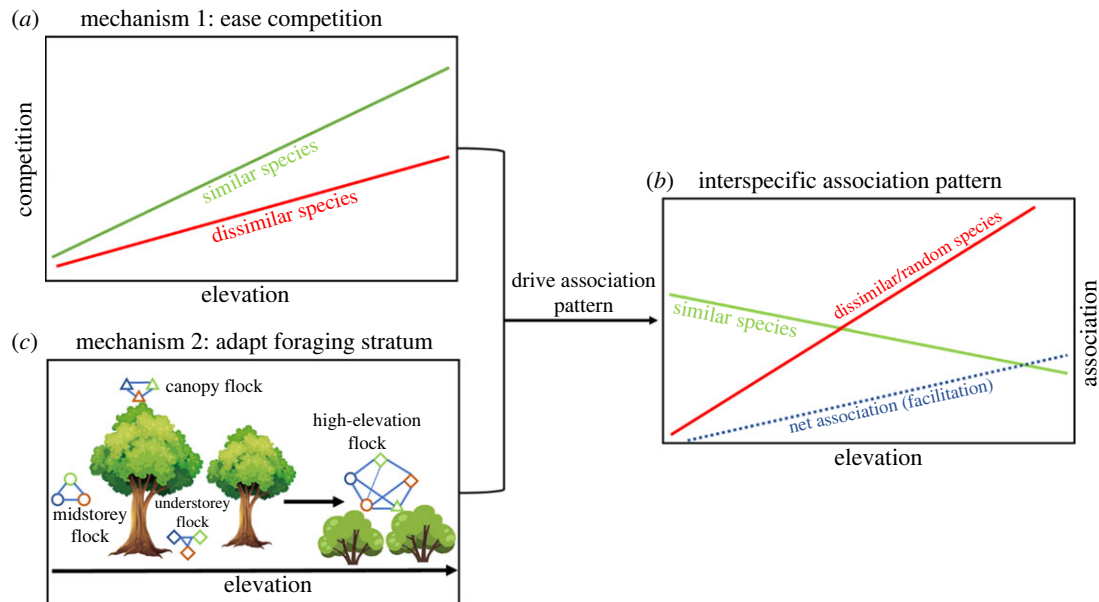 (a) mechanism 1: ease competition
competition
similar species
dissimilar species
elevation
(c) mechanism 2: adapt foraging stratum
canopy flock
high-elevation
flock
midstorey
flock
understorey
flock
elevation
drive association
pattern
(b) interspecific association pattern
dissimilar/random species
similar species
net association (facilitation)
association
elevation